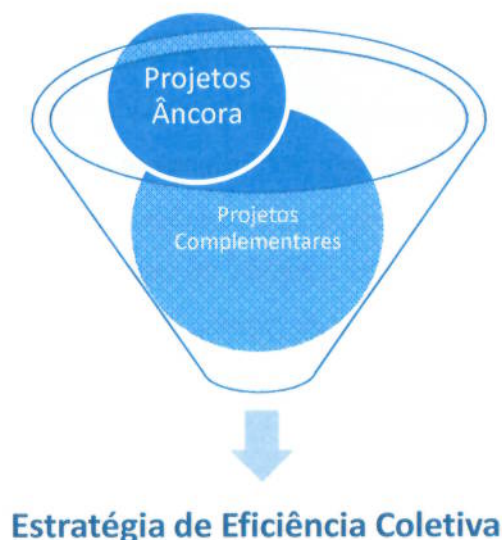 Projetos
Âncora
Projetos
Complementares
Estratégia de Eficiência Coletiva